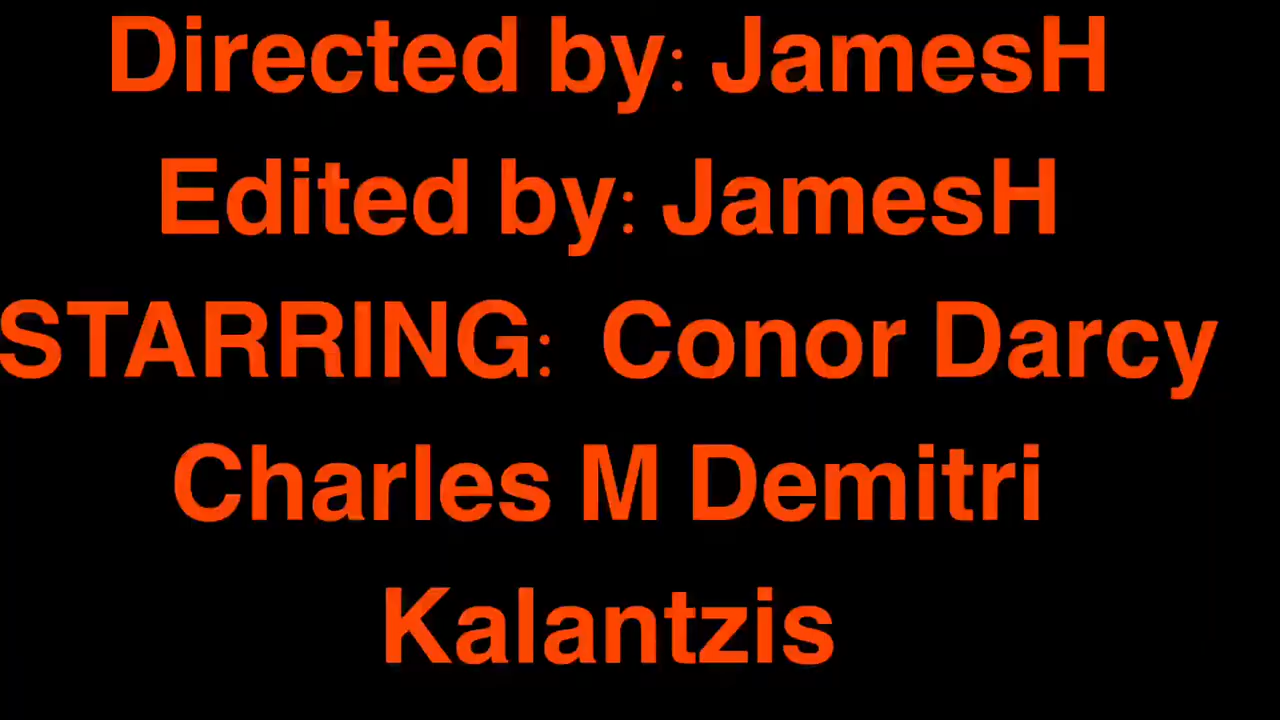 Directed by: JamesH
Edited by: JamesH
STARRING: Conor Darcy
Charles M Demitri
Kalantzis